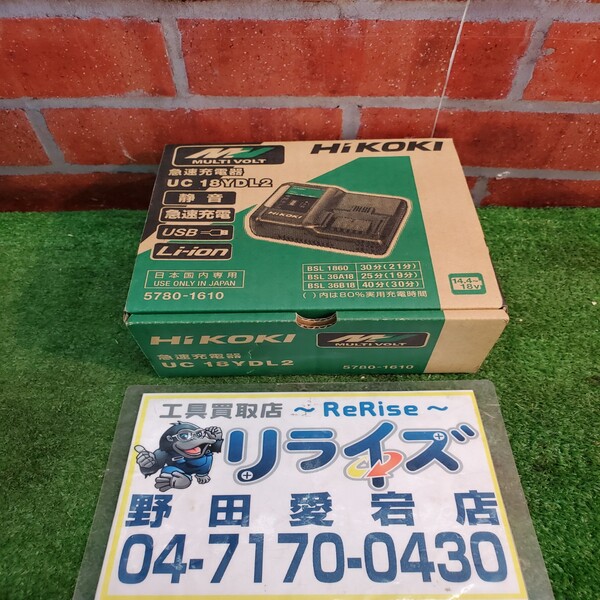 MULTI VOLT
HiKOKI
急速充電器
UC 18YDL2
静音
急速充電
USB
Li-ion
日本国内専用
USE ONLY IN JAPAN
5780-1610
BSL 1860 30分(21分)
BSL 36A18 25分(19分)
BSL 36B18 40分(30分)
( )内は80%実用充電時間
14.4-18V
HiKOKI
MULTI VOLT
急速充電器
UC 18YDL2
5780-1610
工具買取店 ~ ReRise ~
リライズ
野田愛宕店
04-7170-0430